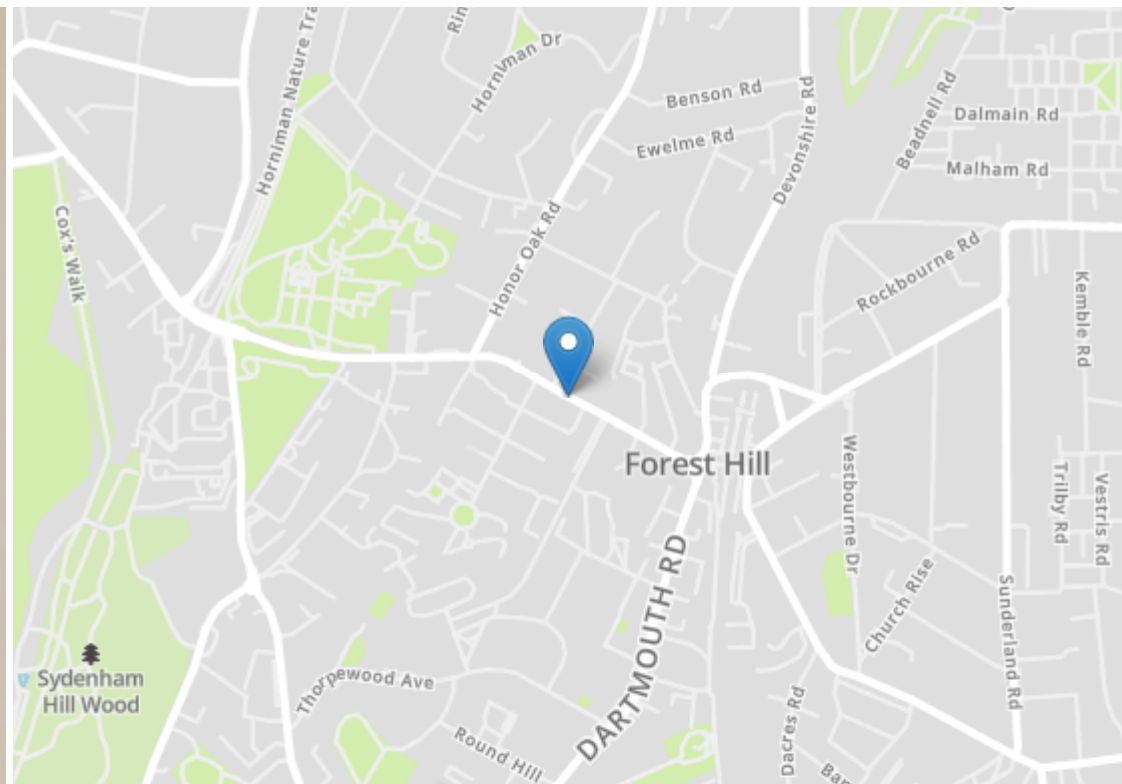 Horniman Nature Tra
Rin
Horniman Dr
Benson Rd
Ewelme Rd
Devonshire Rd
Beadnell Rd
Dalmain Rd
Malham Rd
Cox's Walk
Honor Oak Rd
Rockbourne Rd
Kemble Rd
Forest Hill
Westbourne Dr
Trilby Rd
Vestris Rd
DARTMOUTH RD
Church Rise
Sunderland Rd
Sydenham
Hill Wood
Thorpewood Ave
Round Hill
Dacres Rd